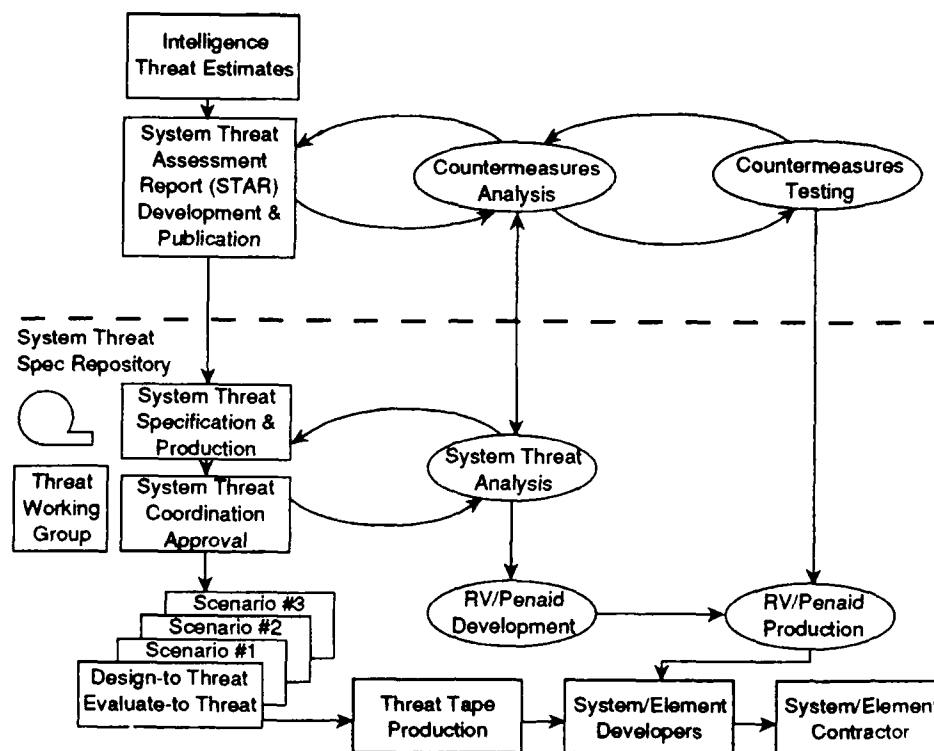 Intelligence
Threat Estimates
System Threat
Assessment
Report (STAR)
Development &
Publication
Countermeasures
Analysis
Countermeasures
Testing
System Threat
Spec Repository
System Threat
Specification &
Production
System Threat
Analysis
Threat
Working
Group
System Threat
Coordination
Approval
Scenario #3
Scenario #2
Scenario #1
Design-to Threat
Evaluate-to Threat
RV/Penaid
Development
RV/Penaid
Production
Threat Tape
Production
System/Element
Developers
System/Element
Contractor